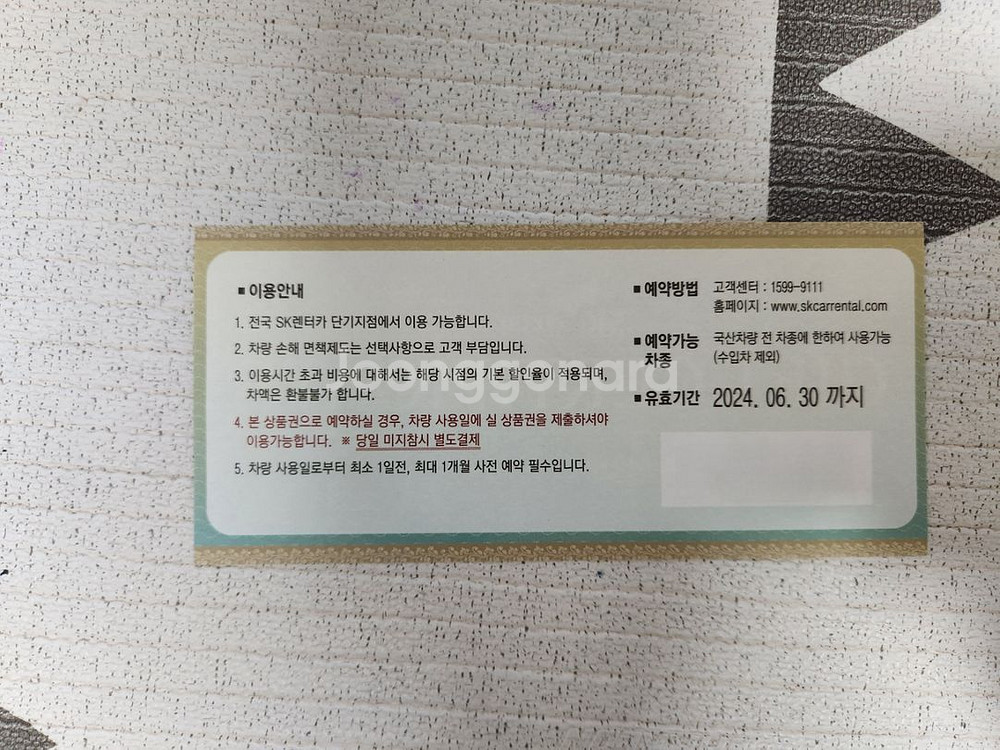 ■ 이용안내
1. 전국 SK렌터카 단기지점에서 이용 가능합니다.
2. 차량 손해 면책제도는 선택사항으로 고객 부담입니다.
3. 이용시간 초과 비용에 대해서는 해당 시점의 기본 할인율이 적용되며,
차액은 환불불가 합니다.
4. 본 상품권으로 예약하실 경우, 차량 사용일에 실 상품권을 제출하셔야
이용가능합니다. ※ 당일 미지참시 별도결제
5. 차량 사용일로부터 최소 1일전, 최대 1개월 사전 예약 필수입니다.
■ 예약방법 고객센터 : 1599-9111
홈페이지 : www.skcarrental.com
■ 예약가능 국산차량 전 차종에 한하여 사용가능
차종 (수입차 제외)
■ 유효기간 2024. 06. 30 까지
Joonggonara